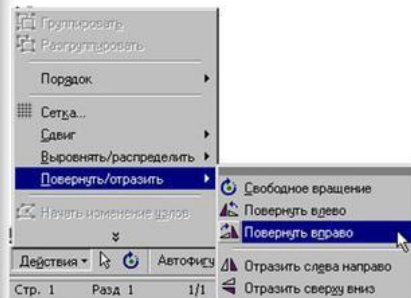 Группировать
Разгруппировать
Порядок
Сетка...
Сдвиг
Выровнять/распределить
Повернуть/отразить
Начать изменение узлов
Свободное вращение
Повернуть влево
Повернуть вправо
Отразить слева направо
Отразить сверху вниз
Действия
Автофигу
Стр. 1 Разд 1 1/1